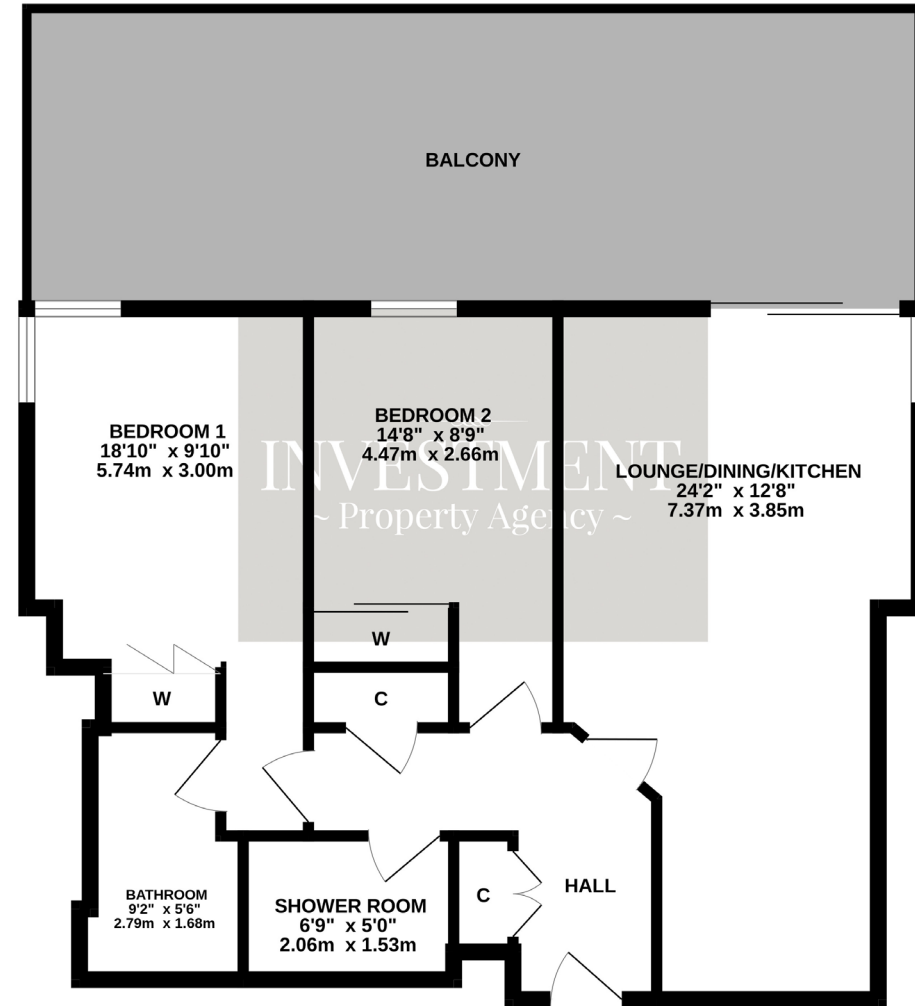 BALCONY
BEDROOM 1
18'10" x 9'10"
5.74m x 3.00m
BEDROOM 2
14'8" x 8'9"
4.47m x 2.66m
INVESTMENT
~ Property Agency ~
LOUNGE/DINING/KITCHEN
24'2" x 12'8"
7.37m x 3.85m
W
W
C
BATHROOM
9'2" x 5'6"
2.79m x 1.68m
SHOWER ROOM
6'9" x 5'0"
2.06m x 1.53m
C
HALL